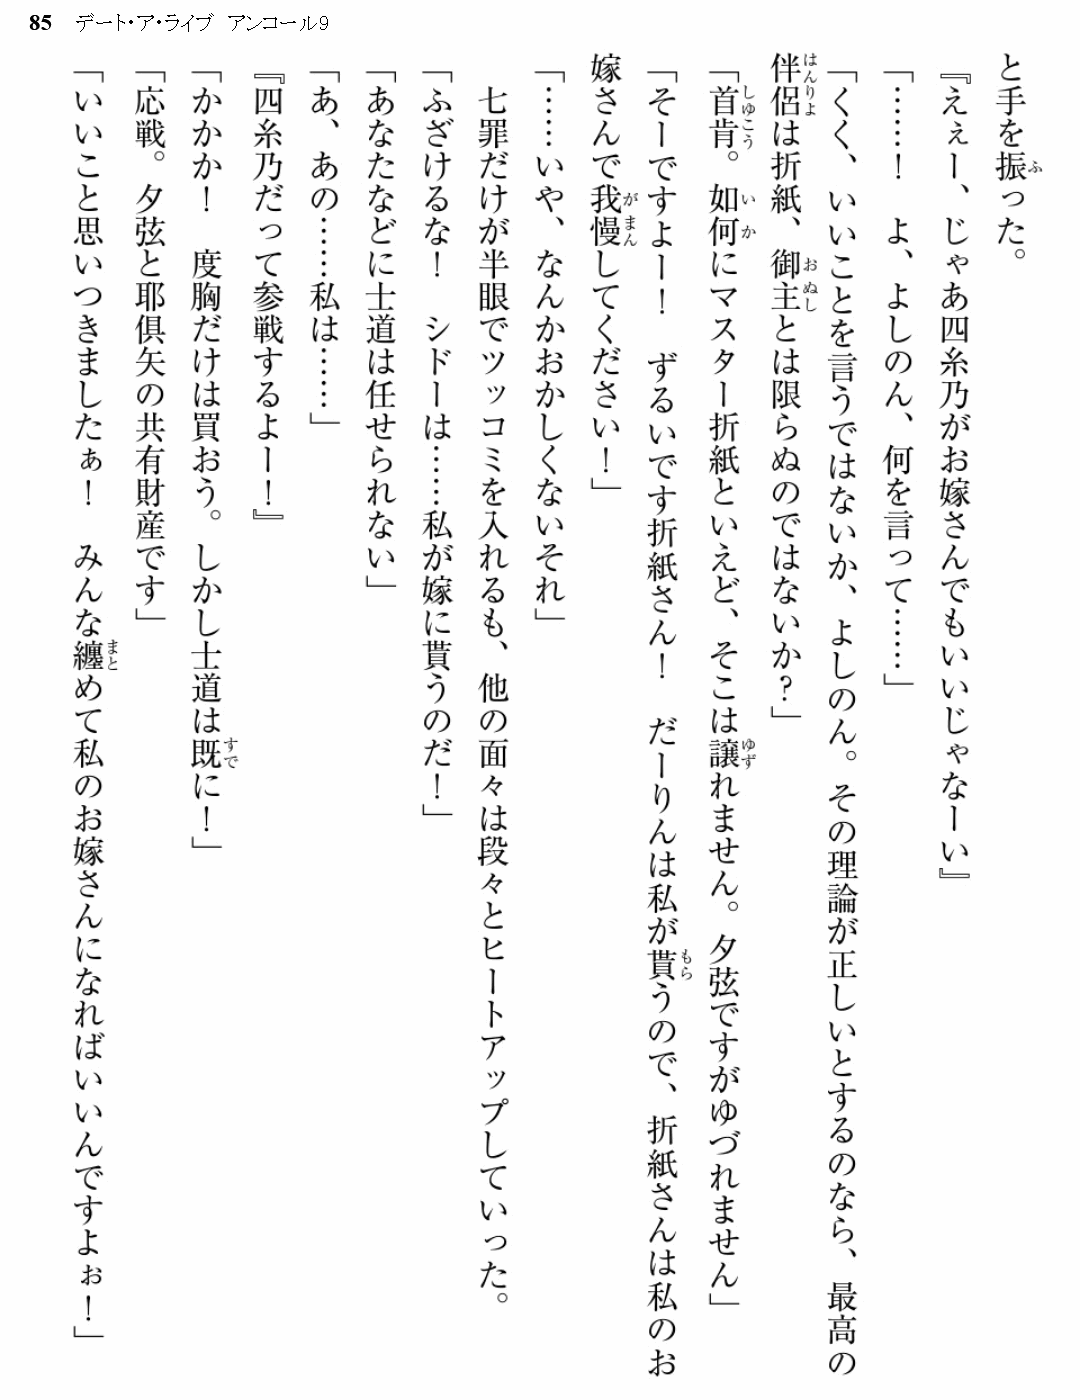 85 デート・ア・ライブ アンコール9
と手を振った。
『えぇー、じゃあ四糸乃がお嫁さんでもいいじゃなーい』
「……！　よ、よしのん、何を言って……」
「くく、いいことを言うではないか、よしのん。その理論が正しいとするのなら、最高の
伴侶は折紙、御主とは限らぬのではないか？」
「首肯。如何にマスター折紙といえど、そこは譲れません。夕弦ですがゆづれません」
「そーですよー！　ずるいです折紙さん！　だーりんは私が貰うので、折紙さんは私のお
嫁さんで我慢してください！」
「……いや、なんかおかしくないそれ」
　七罪だけが半眼でツッコミを入れるも、他の面々は段々とヒートアップしていった。
「ふざけるな！　シドーは……私が嫁に貰うのだ！」
「あなたなどに士道は任せられない」
「あ、あの……私は……」
『四糸乃だって参戦するよー！』
「かかか！　度胸だけは買おう。しかし士道は既に！」
「応戦。夕弦と耶倶矢の共有財産です」
「いいこと思いつきましたぁ！　みんな纏めて私のお嫁さんになればいいんですよぉ！」